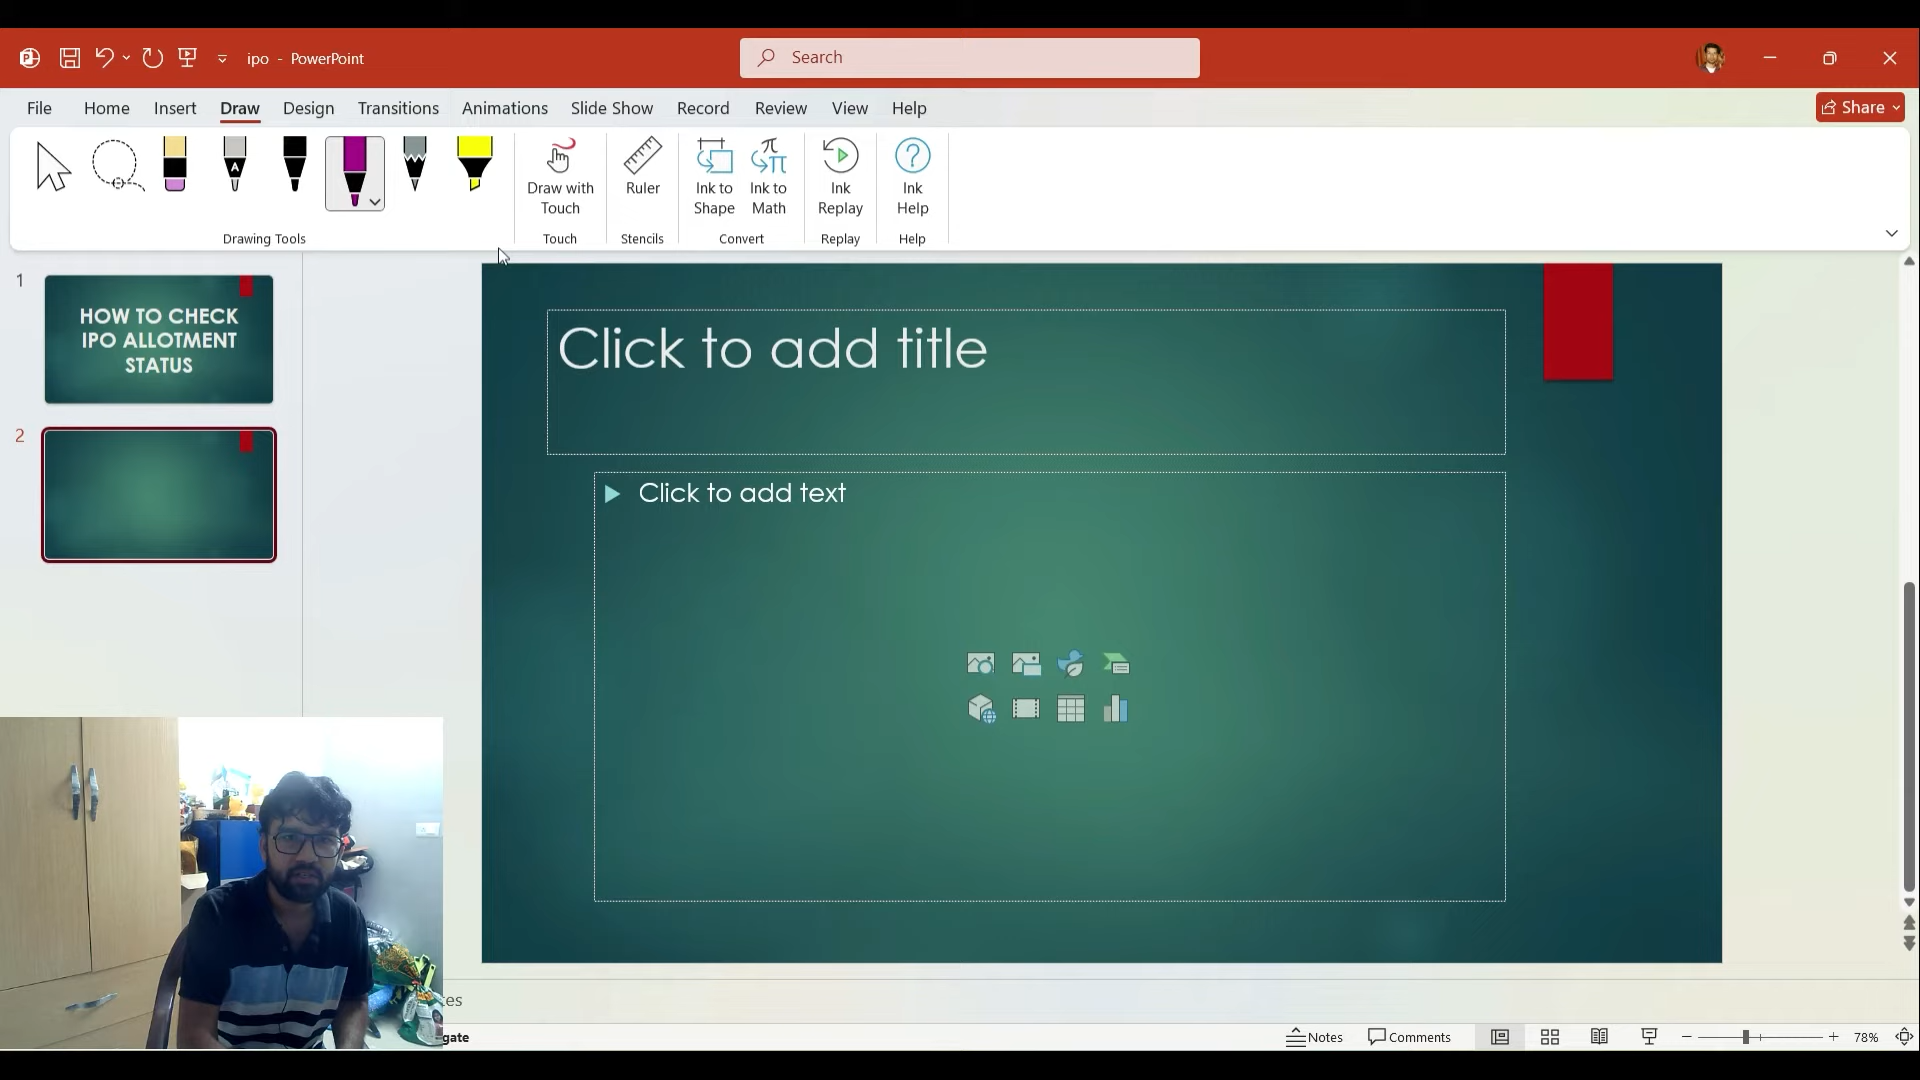 ipo - PowerPoint
Search
File Home Insert Draw Design Transitions Animations Slide Show Record Review View Help
Share
A
Draw with Touch
Ruler
Ink to Shape
Ink to Math
Ink Replay
Ink Help
Drawing Tools
Touch
Stencils
Convert
Replay
Help
1
HOW TO CHECK
IPO ALLOTMENT
STATUS
2
Click to add title
Click to add text
Notes
Comments
78%